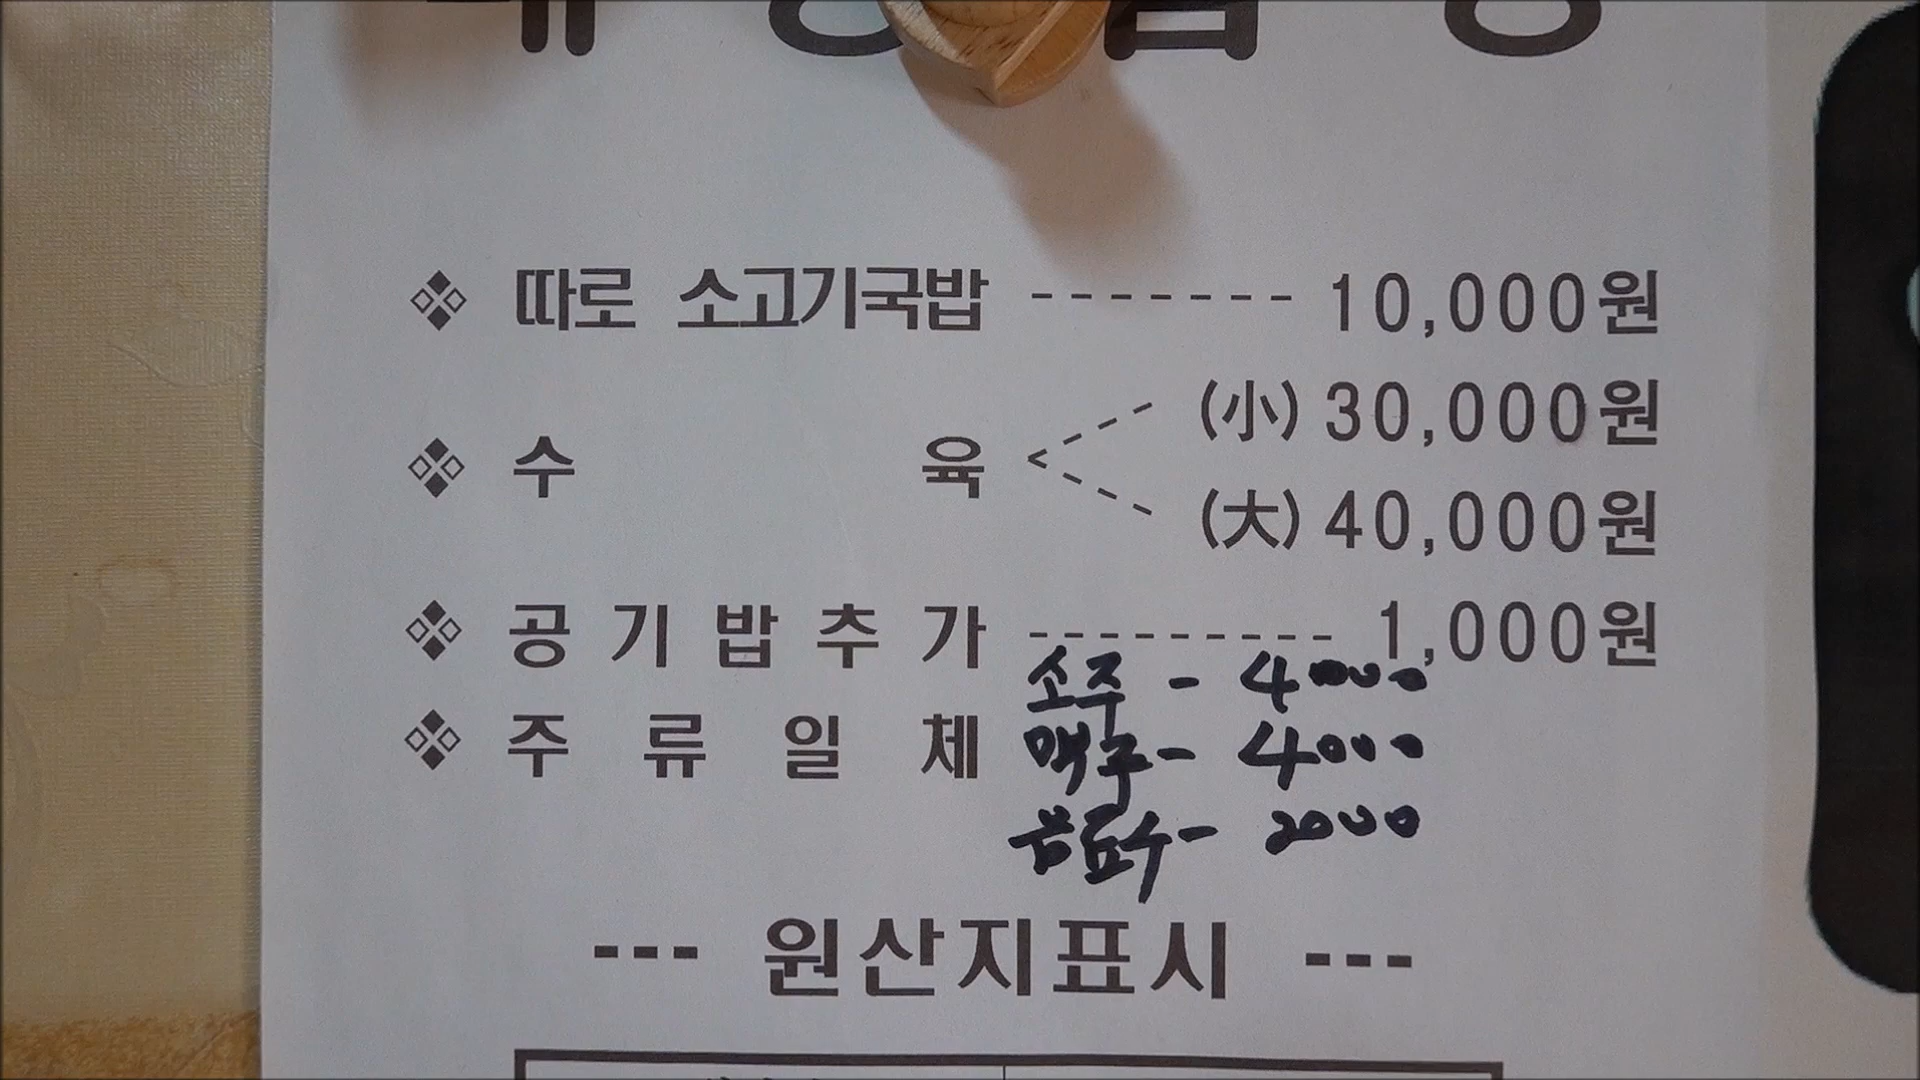 ❖ 따로 소고기국밥 ------- 10,000원
(小) 30,000원
❖ 수 육 <
(大) 40,000원
❖ 공 기 밥 추 가 --------- 1,000원
소주 - 4000
❖ 주 류 일 체 맥주 - 4000
음료수 - 2000
--- 원산지표시 ---